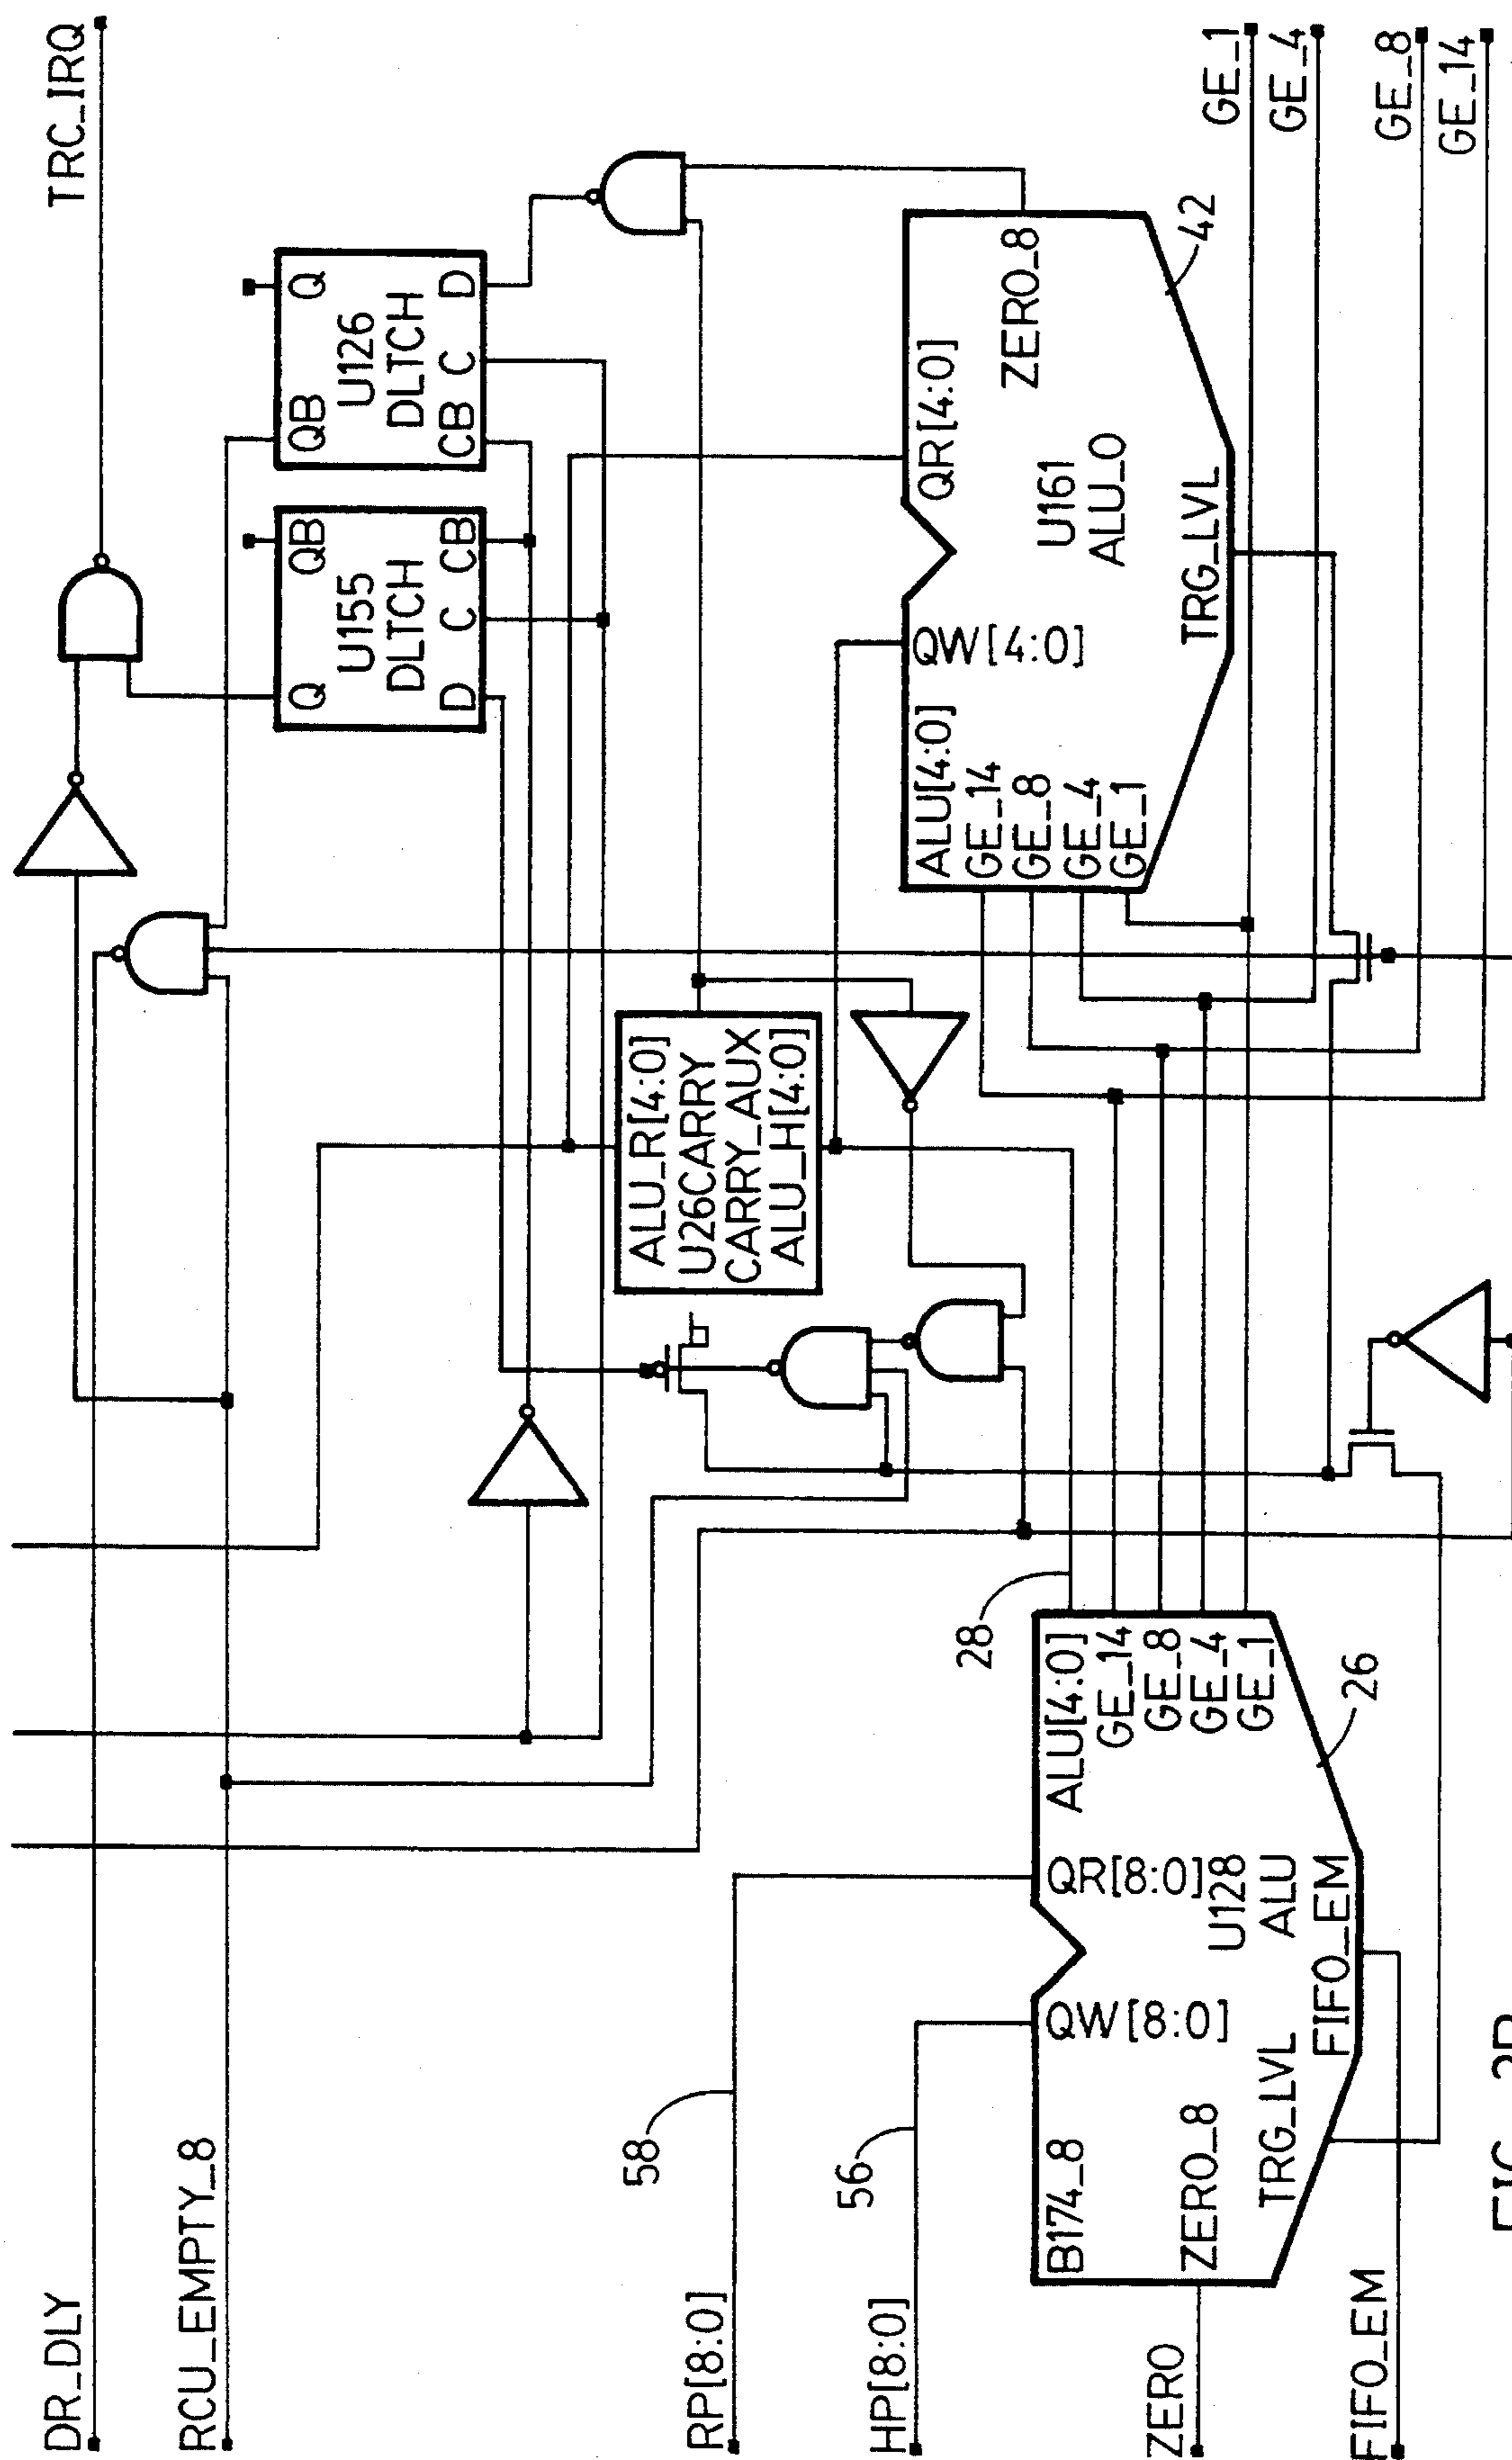 DR_DLY
RCU_EMPTY_8
TRC_IRQ
Q
U155
DLTCH
QB
D
C
CB
QB
U126
DLTCH
Q
CB
C
D
ALU_R[4:0]
U26CARRY
CARRY_AUX
ALU_H[4:0]
58
RP[8:0]
56
HP[8:0]
28
B174_8
QW[8:0]
QR[8:0]
ALU[4:0]
GE_14
GE_8
GE_4
GE_1
ZERO_8
U128
ALU
TRG_LVL
FIFO_EM
26
ZERO
FIFO_EM
ALU[4:0]
GE_14
GE_8
GE_4
GE_1
QW[4:0]
QR[4:0]
U161
ALU_0
ZERO_8
TRG_LVL
42
GE_1
GE_4
GE_8
GE_14